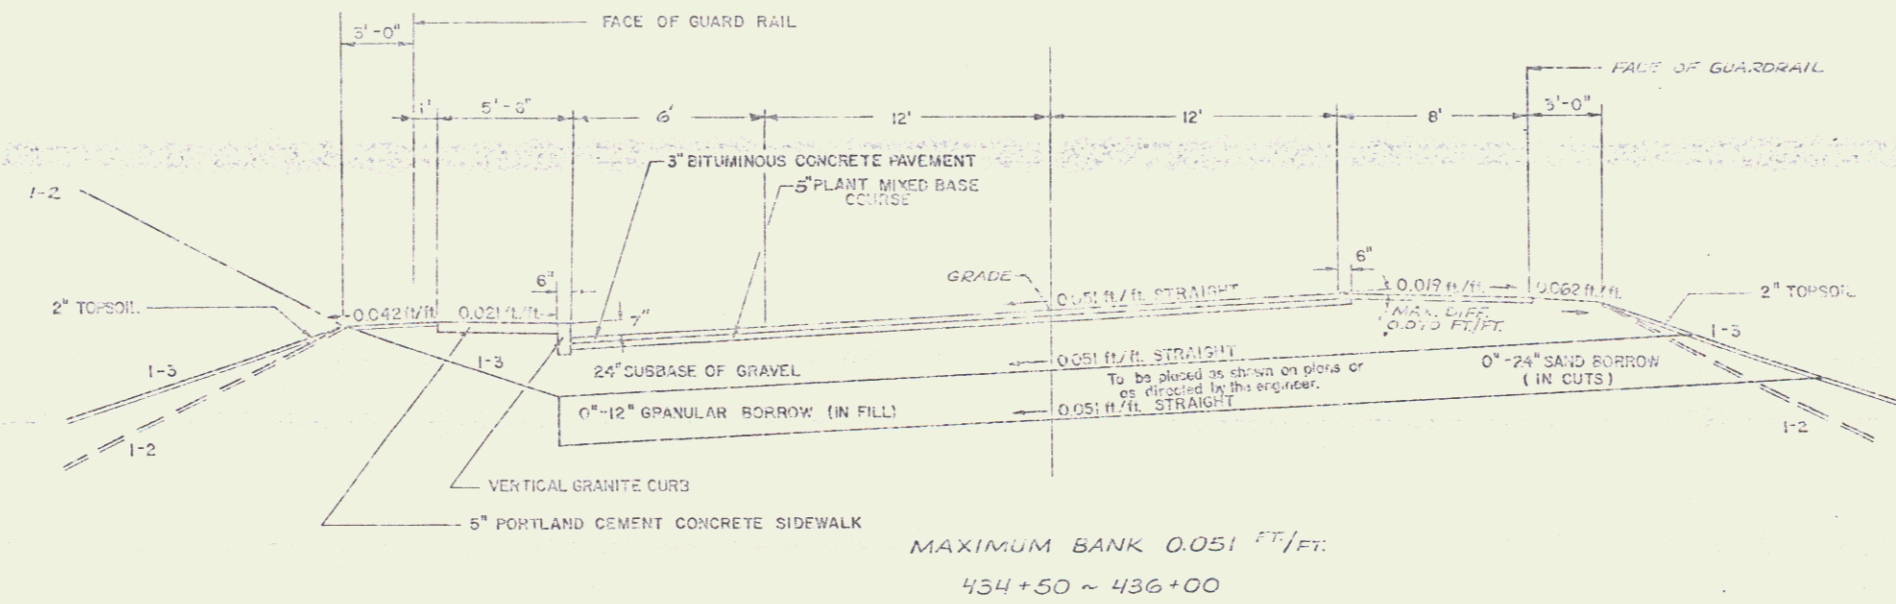 FACE OF GUARD RAIL
3'-0"
FACE OF GUARDRAIL
1' 5'-6" 6' 12' 12' 8' 3'-0"
3" BITUMINOUS CONCRETE PAVEMENT
5" PLANT MIXED BASE
COURSE
1-2
6"
GRADE
6"
0.051 ft./ft. STRAIGHT
0.019 ft./ft.
0.062 ft./ft.
2" TOPSOIL
2" TOPSOIL
0.042 ft/ft
0.021 ft./ft.
7"
MAX. DIFF.
0.070 FT./FT.
1-3
1-3
1-3
24" SUBBASE OF GRAVEL
0.051 ft./ft. STRAIGHT
To be placed as shown on plans or
as directed by the engineer.
0"-24" SAND BORROW
(IN CUTS)
0"-12" GRANULAR BORROW (IN FILL)
0.051 ft./ft. STRAIGHT
1-2
1-2
VERTICAL GRANITE CURB
5" PORTLAND CEMENT CONCRETE SIDEWALK
MAXIMUM BANK 0.051 FT./FT.
434+50 ~ 436+00